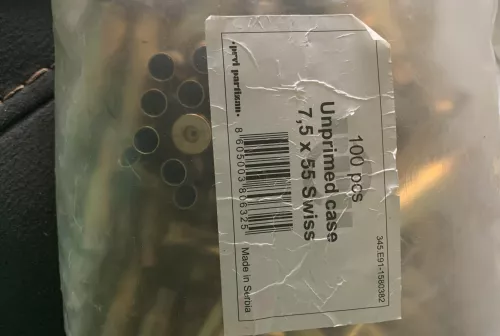 100 pcs
Unprimed case
7,5 x 55 Swiss
prvi partizan
8 605003 806325
Made in Serbia
345.E91-1580382